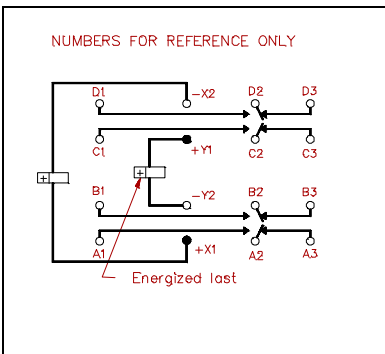 NUMBERS FOR REFERENCE ONLY
D1 -X2 D2 D3
C1 +Y1 C2 C3
+
+
B1 -Y2 B2 B3
A1 +X1 A2 A3
Energized last